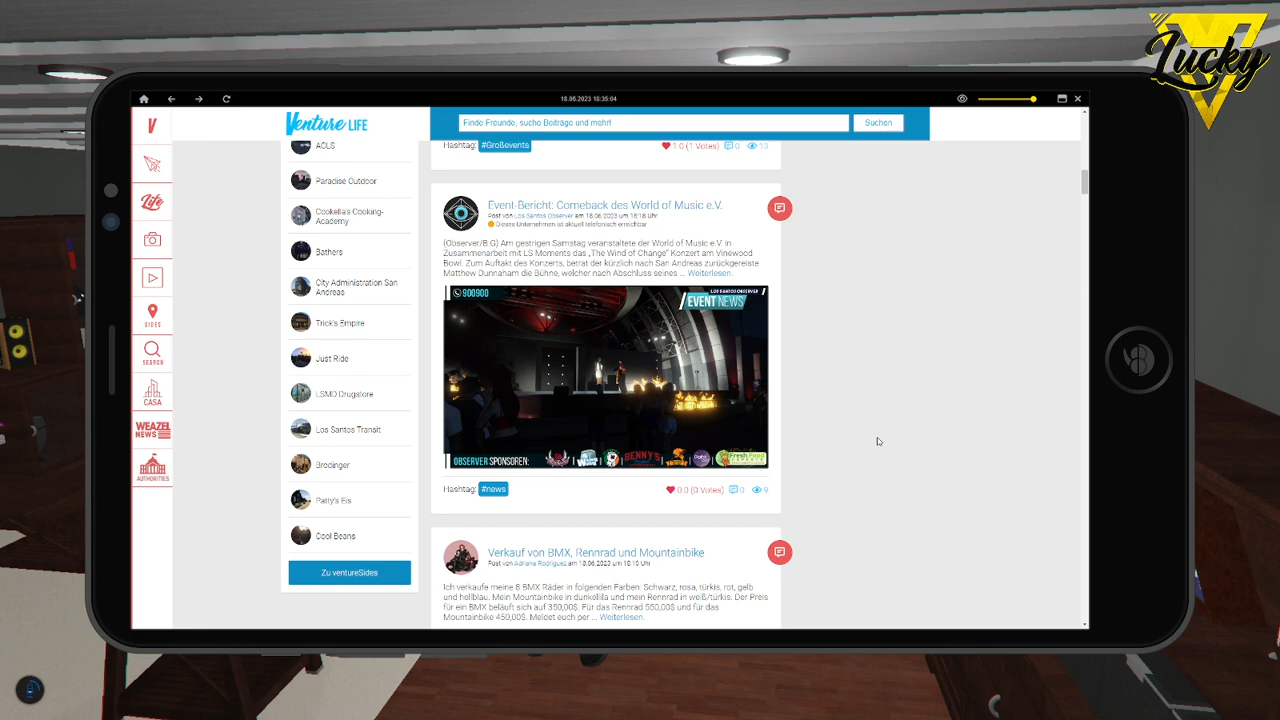 Lucky
18.06.2023 18:35:04
V
Life
SIDES
SEARCH
CASA
WEAZEL
NEWS
AUTHORITIES
Venture LIFE
Finde Freunde, suche Beiträge und mehr!
Suchen
ACLS
Paradise Outdoor
Cookella's Cooking-
Academy
Bathers
City Administration San
Andreas
Trick's Empire
Just Ride
LSMD Drugstore
Los Santos Transit
Bredinger
Patty's Eis
Cool Beans
Zu ventureSides
Hashtag: #Großevents
1.0 (1 Votes) 0 13
Event-Bericht: Comeback des World of Music e.V.
Post von Los Santos Observer am 18.06.2023 um 18:18 Uhr
Dieses Unternehmen ist aktuell telefonisch erreichbar
(Observer/B.G) Am gestrigen Samstag veranstaltete der World of Music e.V. in
Zusammenarbeit mit LS Moments das „The Wind of Change“ Konzert am Vinewood
Bowl. Zum Auftakt des Konzerts, betrat der kürzlich nach San Andreas zurückgereiste
Matthew Dunnaham die Bühne, welcher nach Abschluss seines ... Weiterlesen.
900900
LOS SANTOS OBSERVER
EVENT NEWS
OBSERVER SPONSOREN:
BENNY'S
Fresh Food
Hashtag: #news
0.0 (0 Votes) 0 9
Verkauf von BMX, Rennrad und Mountainbike
Post von Adriana Rodriguez am 18.06.2023 um 18:10 Uhr
Ich verkaufe meine 8 BMX Räder in folgenden Farben: Schwarz, rosa, türkis, rot, gelb
und hellblau. Mein Mountainbike in dunkellila und mein Rennrad in weiß/türkis. Der Preis
für ein BMX beläuft sich auf 350,00$. Für das Rennrad 550,00$ und für das
Mountainbike 450,00$. Meldet euch per ... Weiterlesen.